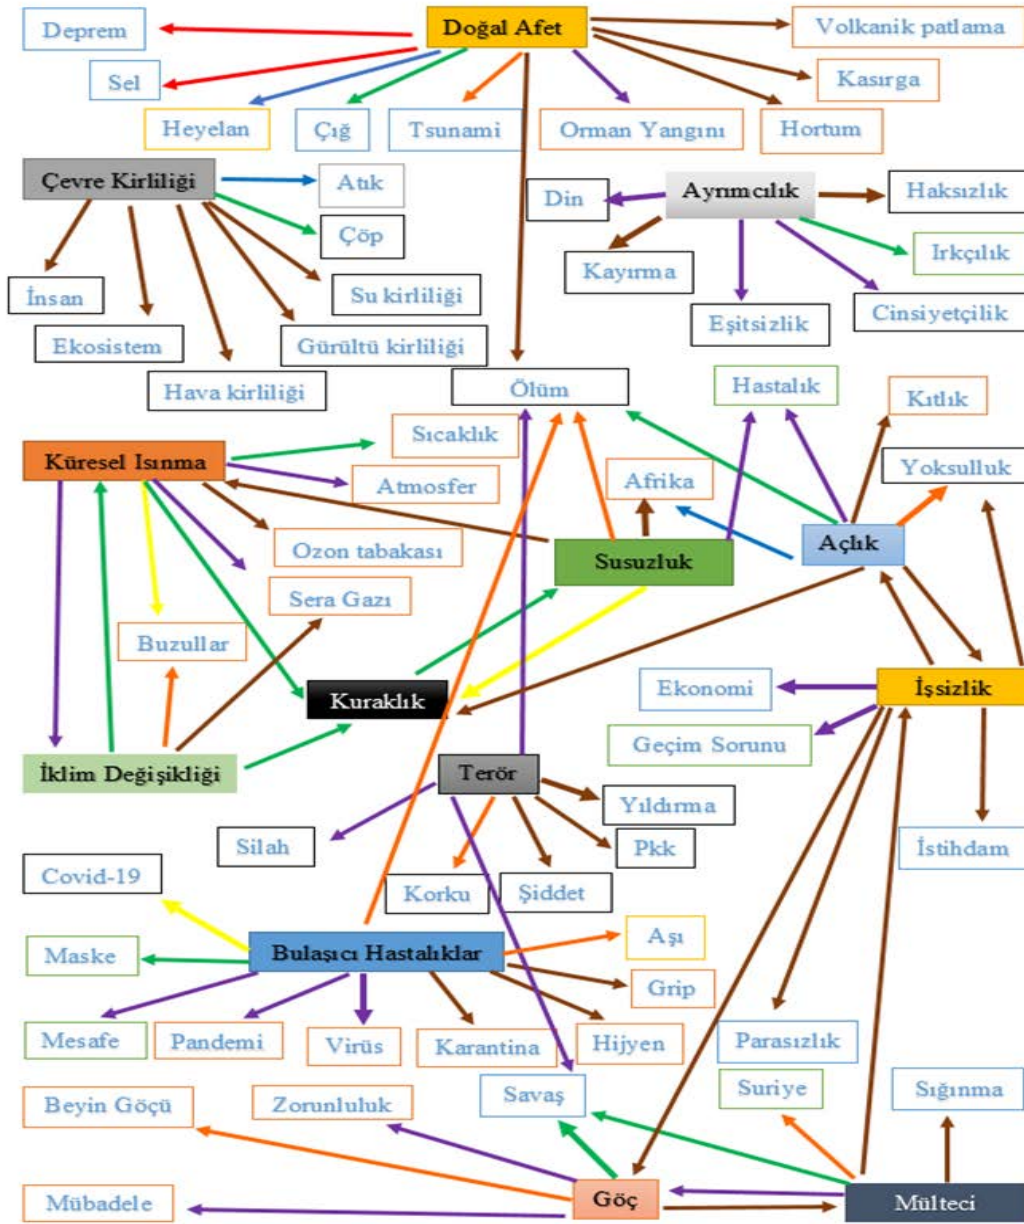 Doğal Afet
Deprem
Volkanik patlama
Sel
Kasırga
Heyelan
Çığ
Tsunami
Orman Yangını
Hortum
Çevre Kirliliği
Atık
Din
Ayrımcılık
Haksızlık
Çöp
Irkçılık
Kayırma
İnsan
Su kirliliği
Cinsiyetçilik
Eşitsizlik
Ekosistem
Gürültü kirliliği
Hava kirliliği
Ölüm
Hastalık
Kıtlık
Sıcaklık
Küresel Isınma
Yoksulluk
Atmosfer
Afrika
Ozon tabakası
Susuzluk
Açlık
Sera Gazı
Buzullar
Kuraklık
Ekonomi
İşsizlik
Geçim Sorunu
İklim Değişikliği
Terör
Yıldırma
Silah
Pkk
İstihdam
Covid-19
Korku
Şiddet
Aşı
Maske
Bulaşıcı Hastalıklar
Grip
Mesafe
Pandemi
Virüs
Karantina
Hijyen
Parasızlık
Beyin Göçü
Zorunluluk
Savaş
Suriye
Sığınma
Mübadele
Göç
Mülteci